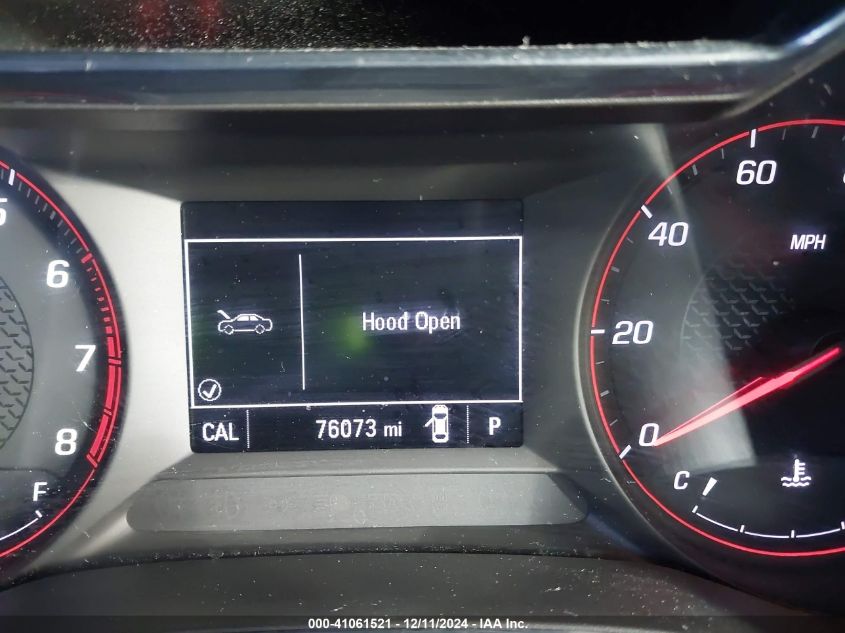 5
6
7
8
F
Hood Open
CAL
76073 mi
P
60
40
20
0
MPH
C
000-41061521 - 12/11/2024 - IAA Inc.